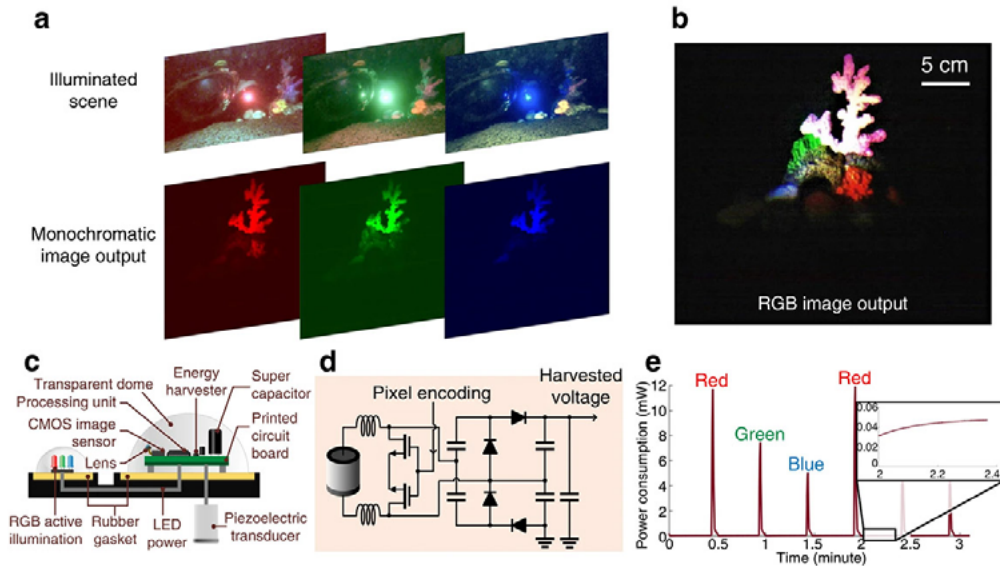 a
Illuminated
scene
Monochromatic
image output
b
5 cm
RGB image output
c
Transparent dome
Processing unit
CMOS image
sensor
Lens
Energy
harvester
Super
capacitor
Printed
circuit
board
RGB active
illumination
Rubber
gasket
LED
power
Piezoelectric
transducer
d
Pixel encoding
Harvested
voltage
e
Power consumption (mW)
12
10
8
6
4
2
0
Red
Green
Blue
Red
0.06
0.04
0.02
0
2
2.2
2.4
0
0.5
1
1.5
2
2.5
3
Time (minute)